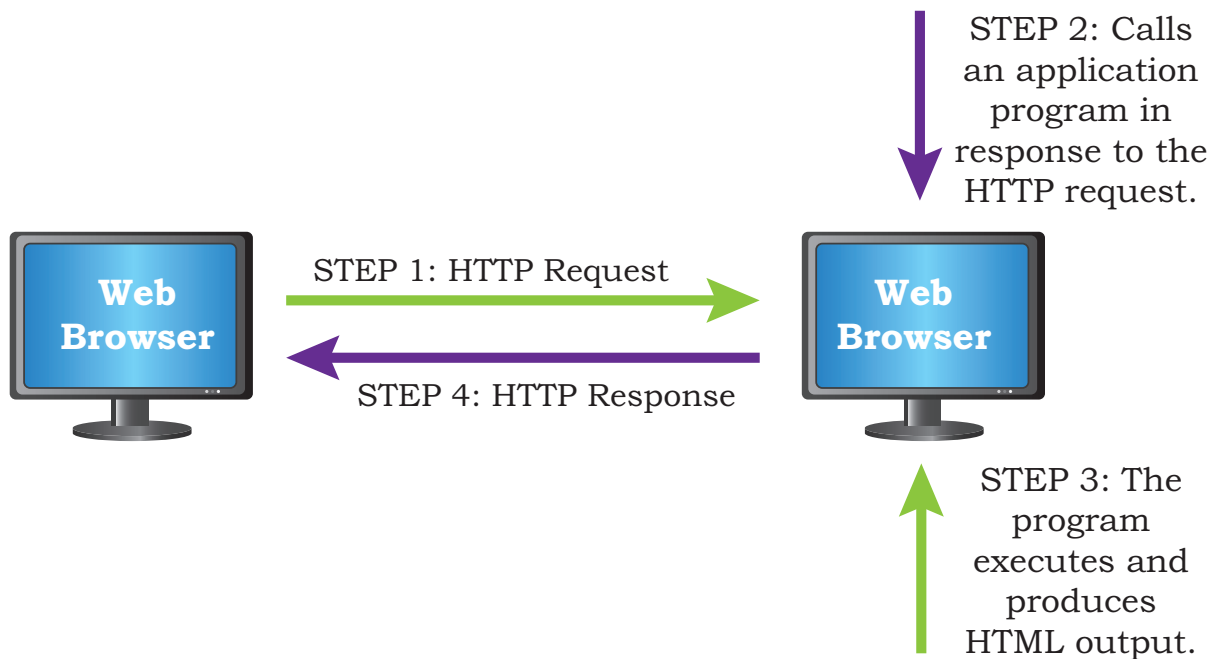 STEP 2: Calls
an application
program in
response to the
HTTP request.
Web
Browser
STEP 1: HTTP Request
STEP 4: HTTP Response
Web
Browser
STEP 3: The
program
executes and
produces
HTML output.